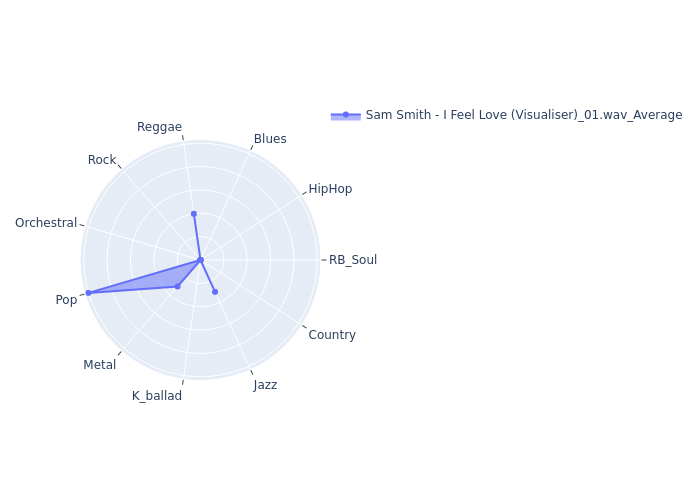 Sam Smith - I Feel Love (Visualiser)_01.wav_Average
Reggae
Blues
Rock
HipHop
Orchestral
RB_Soul
Pop
Country
Metal
Jazz
K_ballad